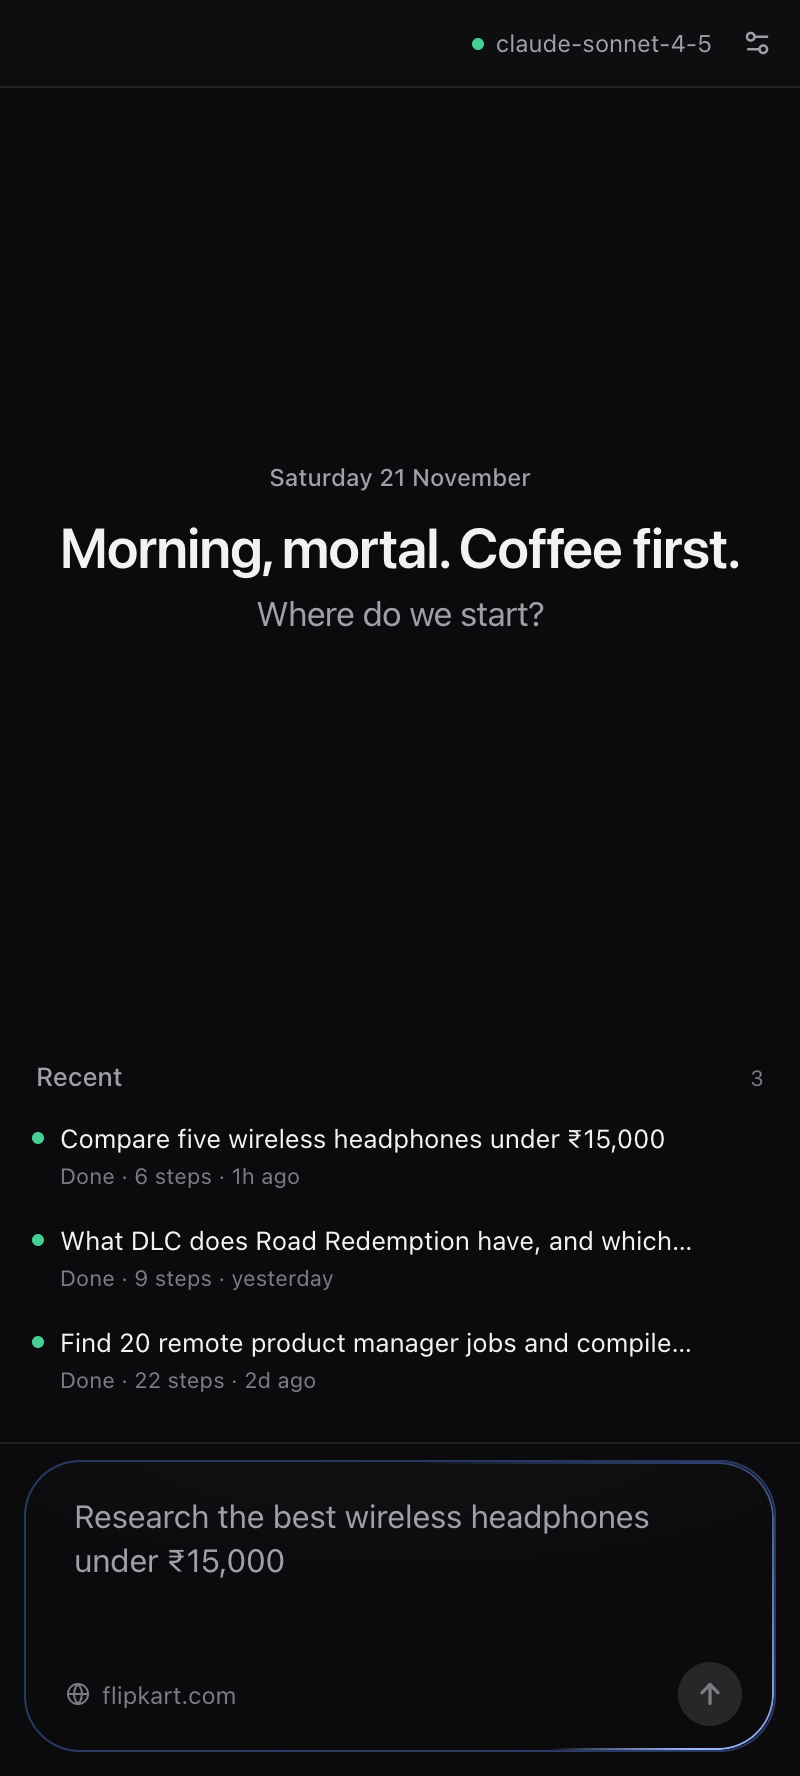 claude-sonnet-4-5
Saturday 21 November
Morning, mortal. Coffee first.
Where do we start?
Recent
3
Compare five wireless headphones under ₹15,000
Done · 6 steps · 1h ago
What DLC does Road Redemption have, and which...
Done · 9 steps · yesterday
Find 20 remote product manager jobs and compile...
Done · 22 steps · 2d ago
Research the best wireless headphones
under ₹15,000
flipkart.com